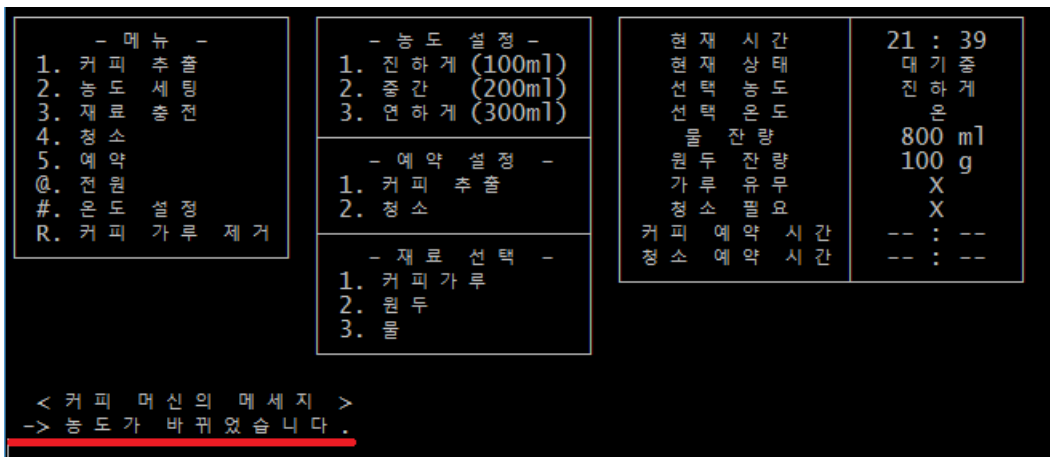 - 메뉴 -
1. 커피 추출
2. 농도 세팅
3. 재료 충전
4. 청소
5. 예약
@. 전원
#. 온도 설정
R. 커피 가루 제거
- 농도 설정 -
1. 진하게 (100ml)
2. 중간 (200ml)
3. 연하게 (300ml)
- 예약 설정 -
1. 커피 추출
2. 청소
- 재료 선택 -
1. 커피가루
2. 원두
3. 물
현재 시간 21 : 39
현재 상태 대기중
선택 농도 진하게
선택 온도 온
물 잔량 800 ml
원두 잔량 100 g
가루 유무 X
청소 필요 X
커피 예약 시간 -- : --
청소 예약 시간 -- : --
< 커피 머신의 메세지 >
-> 농도가 바뀌었습니다.